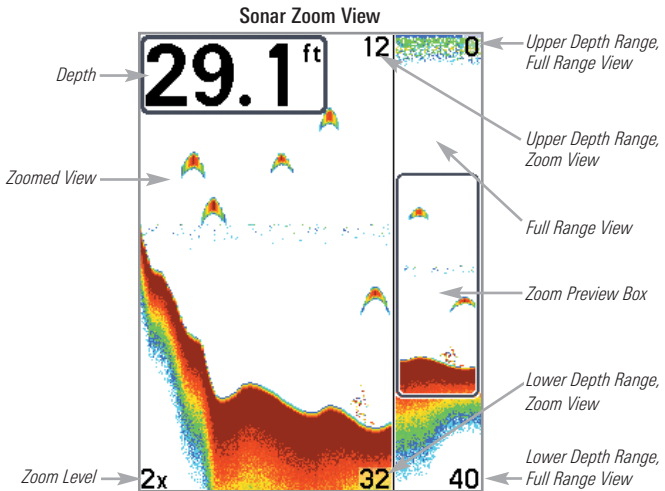 Sonar Zoom View
29.1 ft
12
0
Depth
Zoomed View
Zoom Level
2x
32
40
Upper Depth Range,
Full Range View
Upper Depth Range,
Zoom View
Full Range View
Zoom Preview Box
Lower Depth Range,
Zoom View
Lower Depth Range,
Full Range View